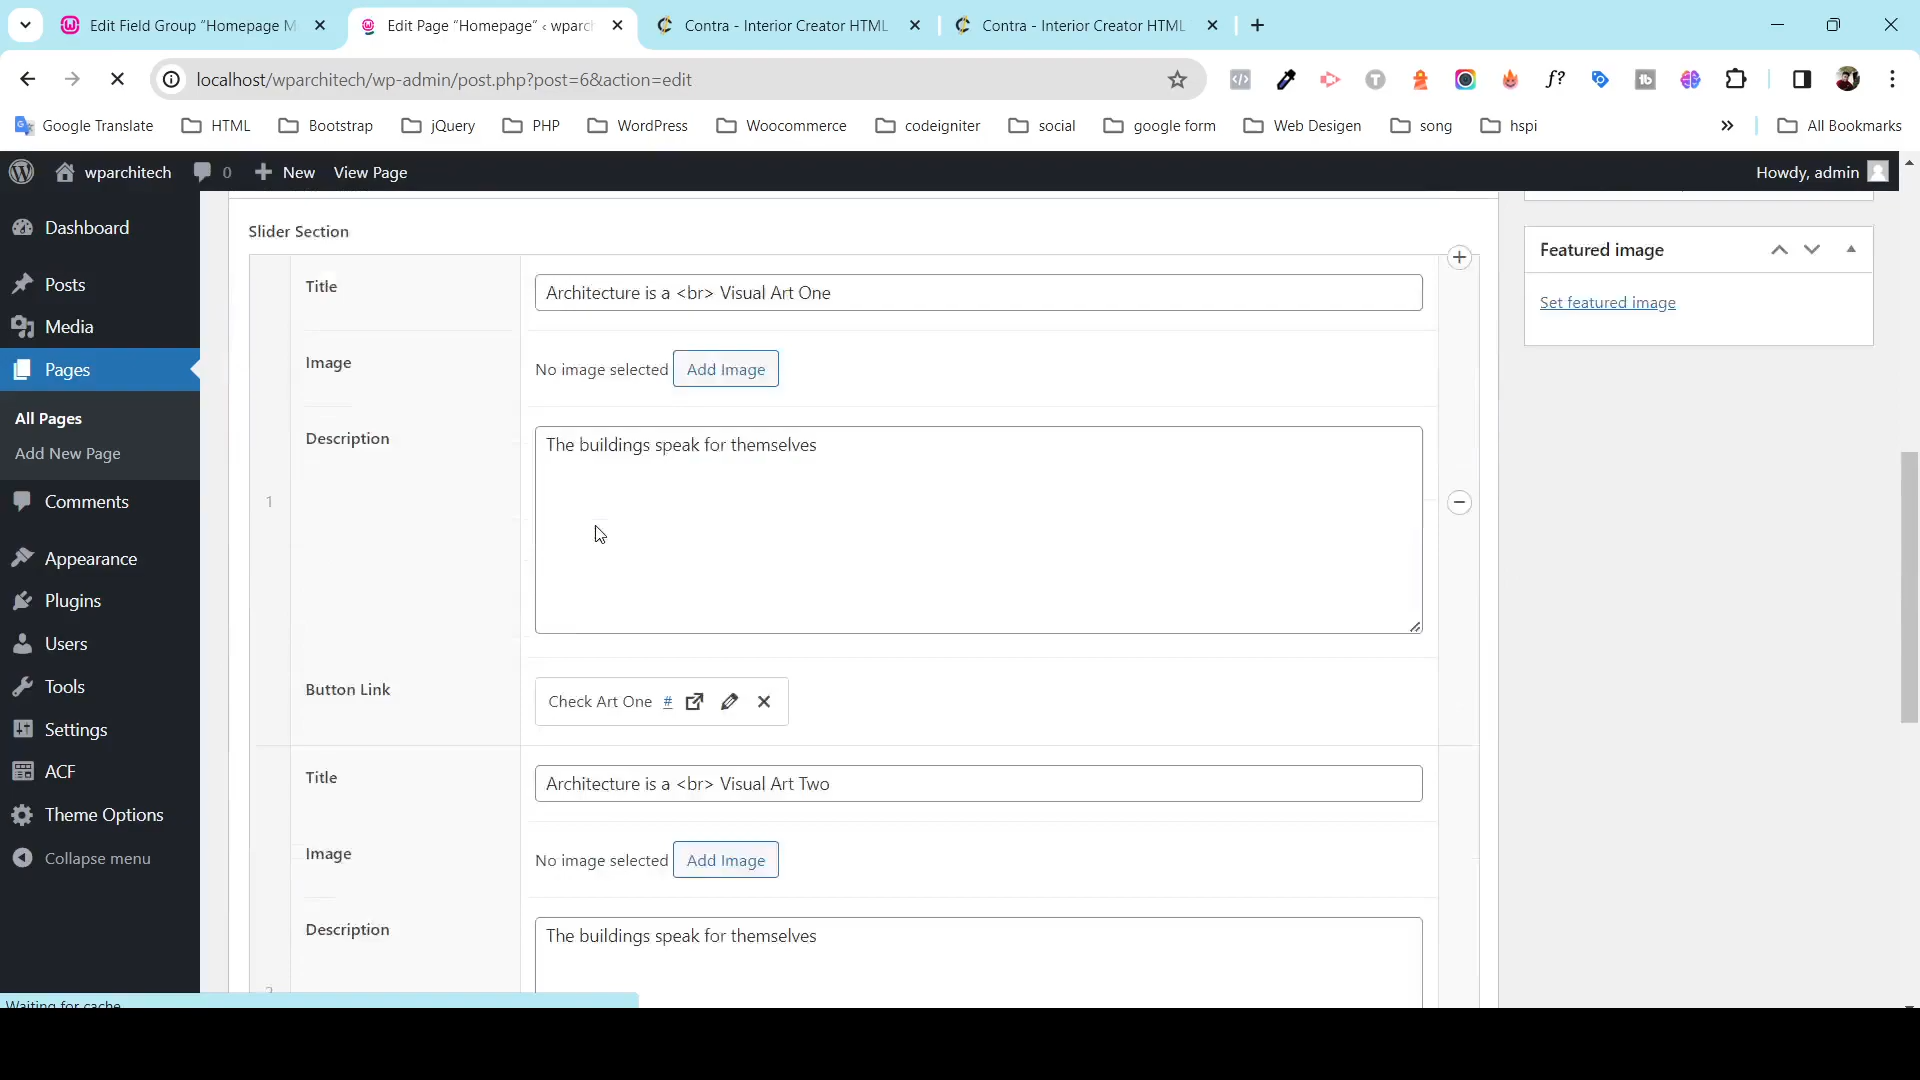 Edit Field Group “Homepage M
Edit Page “Homepage” ‹ wparc
Contra - Interior Creator HTML
Contra - Interior Creator HTML
localhost/wparchitech/wp-admin/post.php?post=6&action=edit
Google Translate
HTML
Bootstrap
jQuery
PHP
WordPress
Woocommerce
codeigniter
social
google form
Web Desigen
song
hspi
All Bookmarks
wparchitech
0
New
View Page
Howdy, admin
Dashboard
Posts
Media
Pages
All Pages
Add New Page
Comments
Appearance
Plugins
Users
Tools
Settings
ACF
Theme Options
Collapse menu
Slider Section
Title
Architecture is a <br> Visual Art One
Image
No image selected
Add Image
Description
The buildings speak for themselves
1
Button Link
Check Art One #
Title
Architecture is a <br> Visual Art Two
Image
No image selected
Add Image
Description
The buildings speak for themselves
Featured image
Set featured image
Waiting for cache